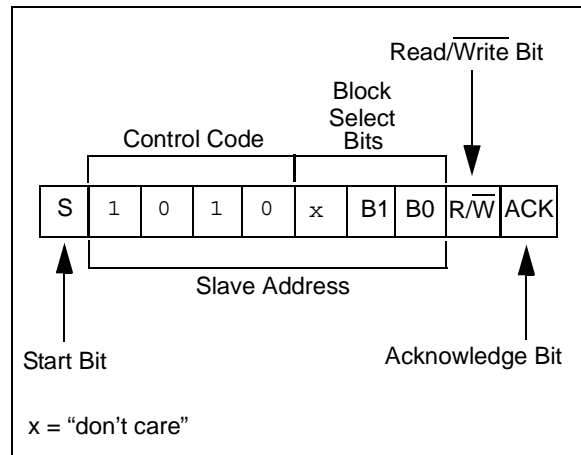 Read/Write Bit
Block
Select
Control Code Bits
S 1 0 1 0 x B1 B0 R/W ACK
Slave Address
Start Bit Acknowledge Bit
x = “don’t care”